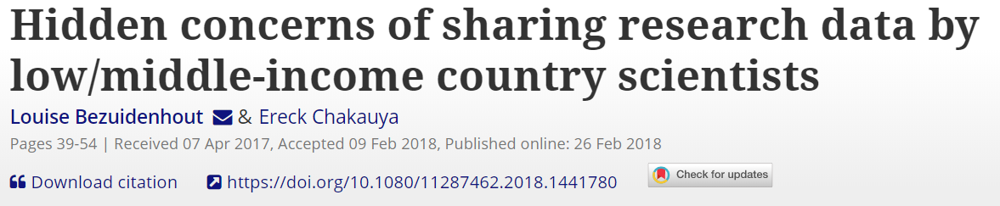 Hidden concerns of sharing research data by
low/middle-income country scientists
Louise Bezuidenhout & Ereck Chakauya
Pages 39-54 | Received 07 Apr 2017, Accepted 09 Feb 2018, Published online: 26 Feb 2018
Download citation https://doi.org/10.1080/11287462.2018.1441780 Check for updates